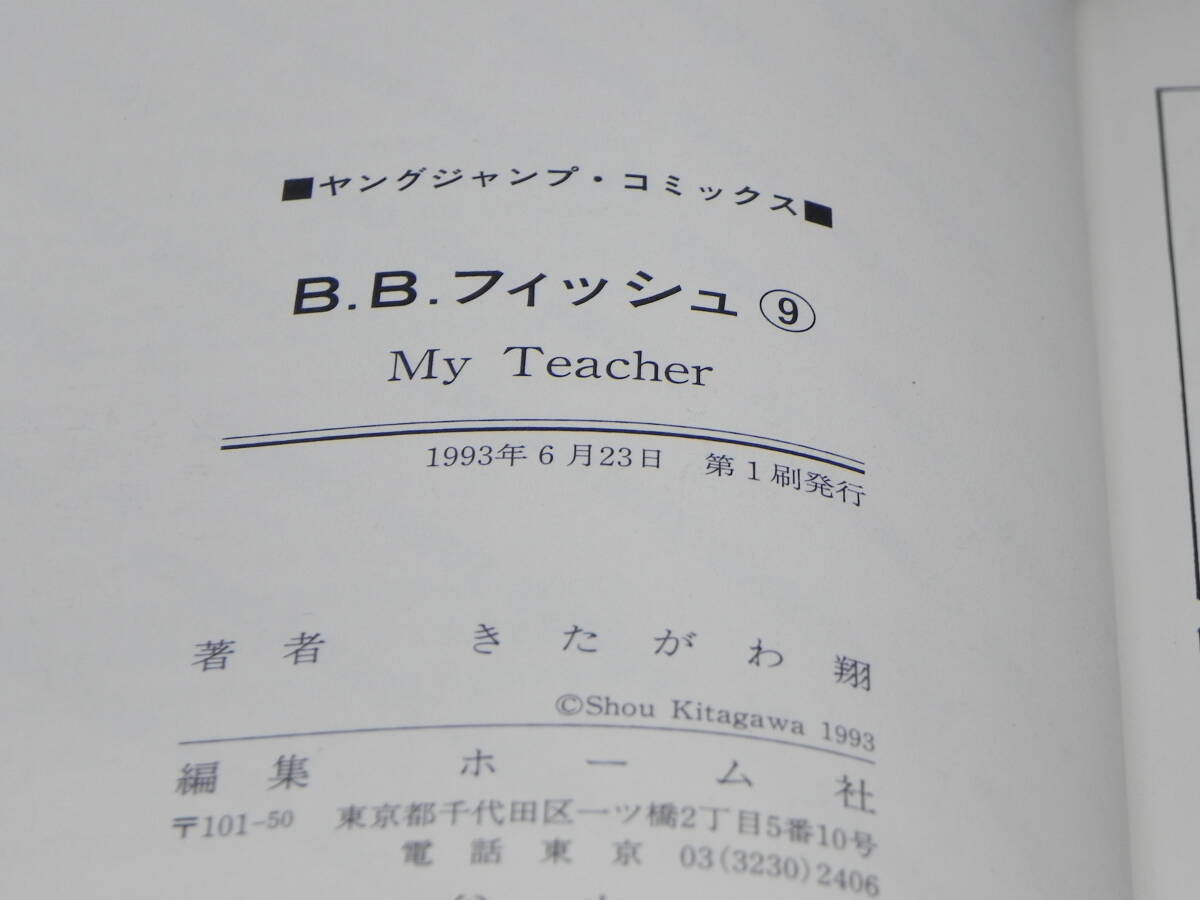 ■ヤングジャンプ・コミックス■
B.B.フィッシュ⑨
My Teacher
1993年6月23日 第1刷発行
著者 きたがわ翔
©Shou Kitagawa 1993
編集 ホーム社
〒101-50 東京都千代田区一ツ橋2丁目5番10号
電話東京 03(3230)2406